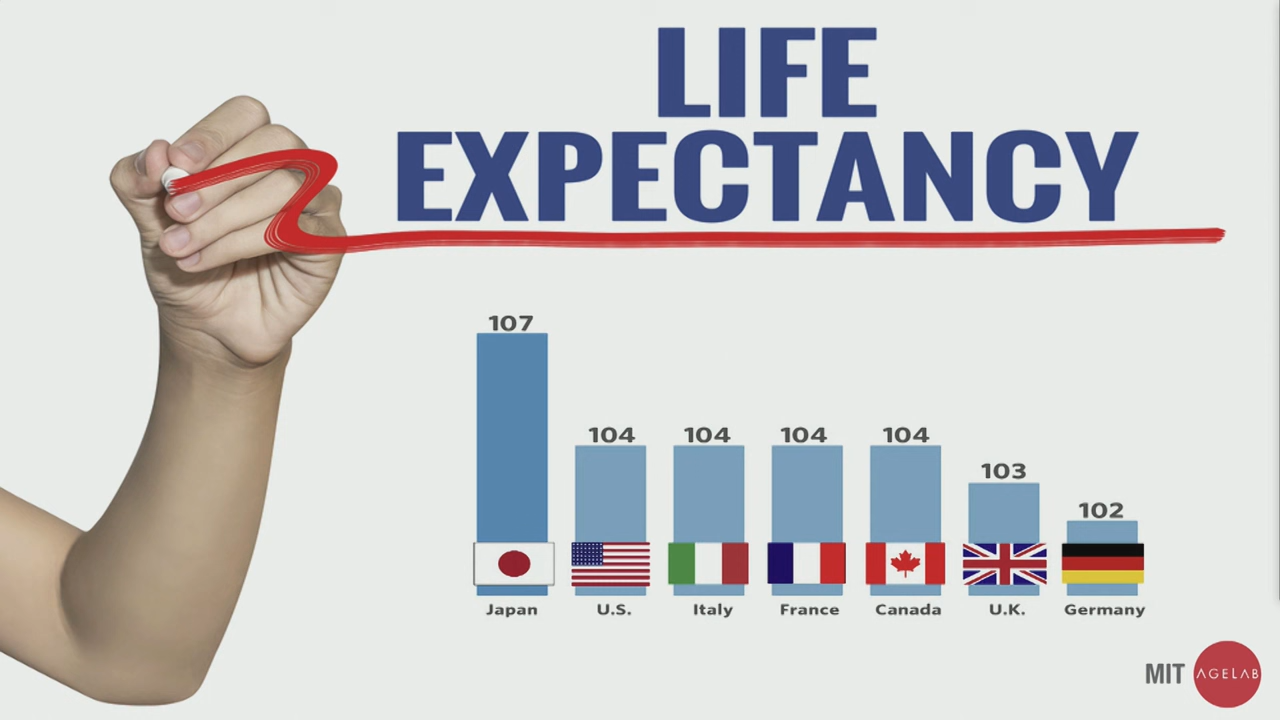 LIFE
EXPECTANCY
107
104 104 104 104
103
102
Japan U.S. Italy France Canada U.K. Germany
MIT AGELAB